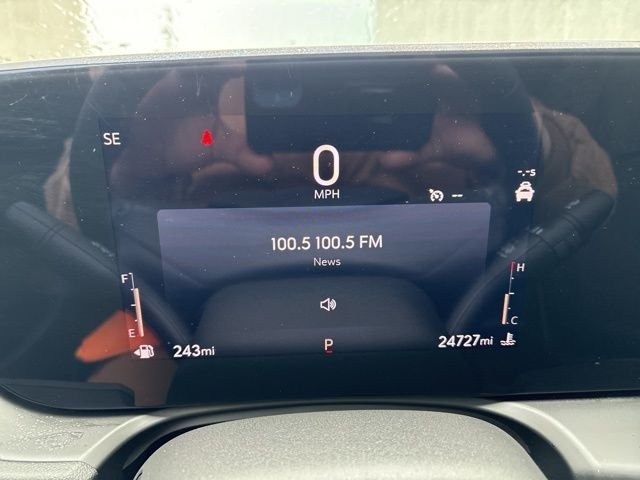 SE
0
MPH
--
-.-s
100.5 100.5 FM
News
F
E
H
C
243mi
P
24727mi